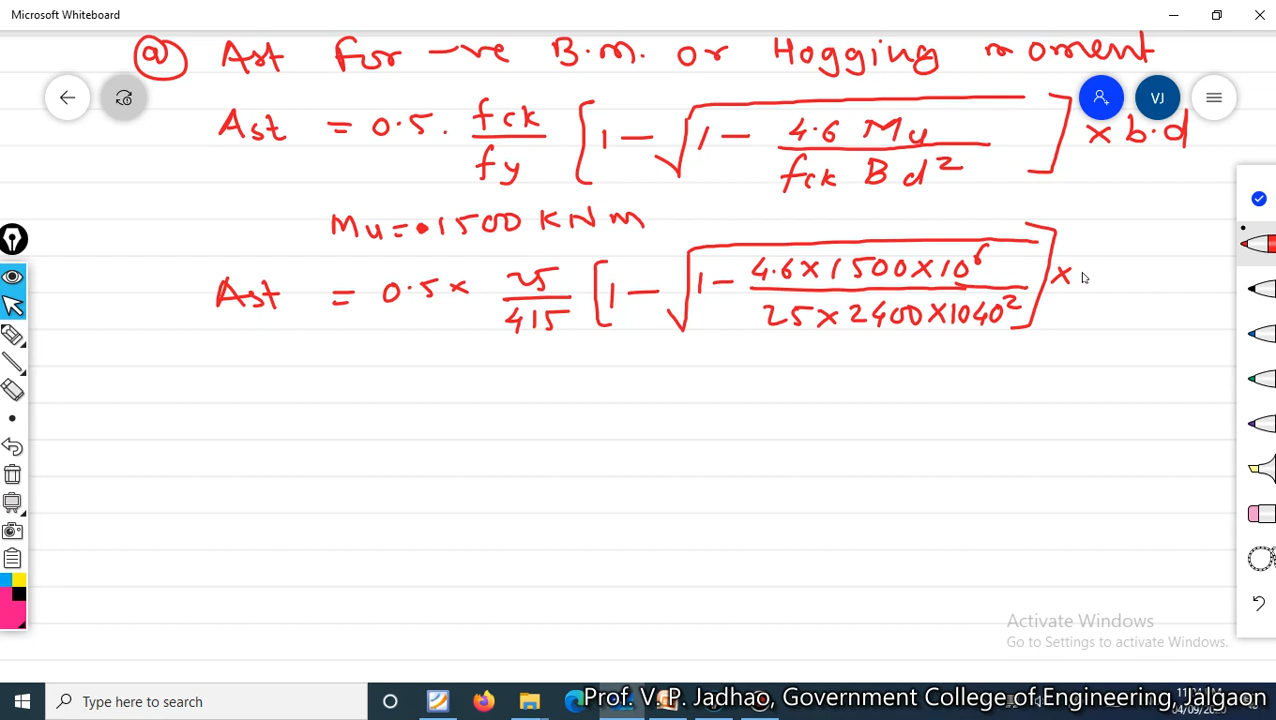 Microsoft Whiteboard
(a) Ast For -ve B.m. or Hogging moment
VJ
Ast = 0.5. fck/fy [1 - √(1 - 4.6 Mu / fck B d²)] × b.d
Mu = 1500 KNm
Ast = 0.5 × 25/415 [1 - √(1 - 4.6×1500×10⁶ / 25×2400×1040²)] ×
Activate Windows
Go to Settings to activate Windows.
Type here to search
Prof. V. P. Jadhao, Government College of Engineering, Jalgaon